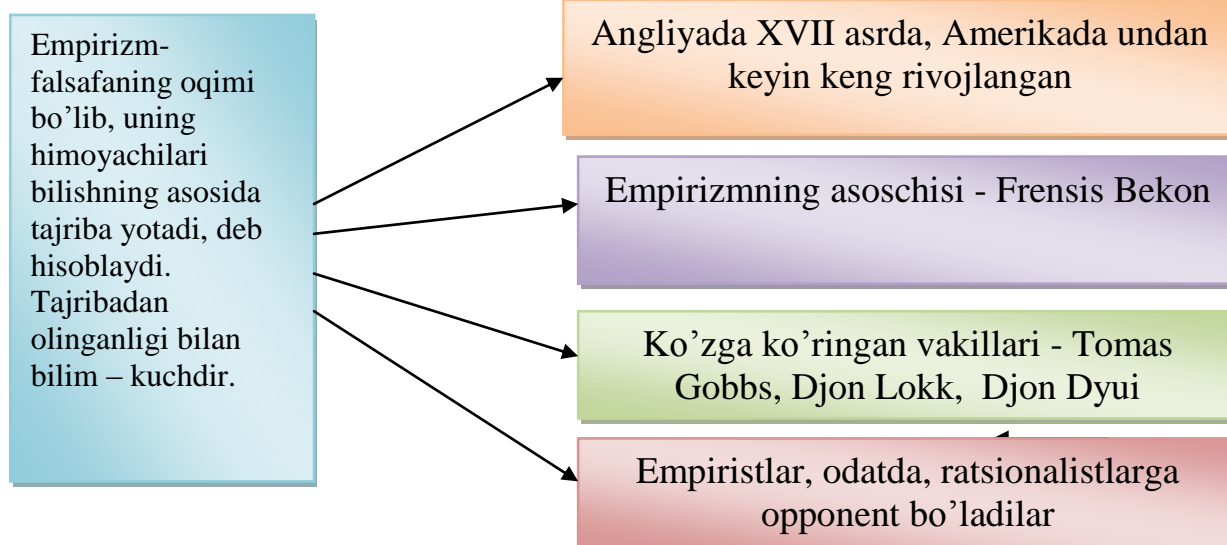 Empirizm-
falsafaning oqimi
bo’lib, uning
himoyachilari
bilishning asosida
tajriba yotadi, deb
hisoblaydi.
Tajribadan
olinganligi bilan
bilim – kuchdir.
Angliyada XVII asrda, Amerikada undan
keyin keng rivojlangan
Empirizmning asoschisi - Frensis Bekon
Ko’zga ko’ringan vakillari - Tomas
Gobbs, Djon Lokk, Djon Dyui
Empiristlar, odatda, ratsionalistlarga
opponent bo’ladilar